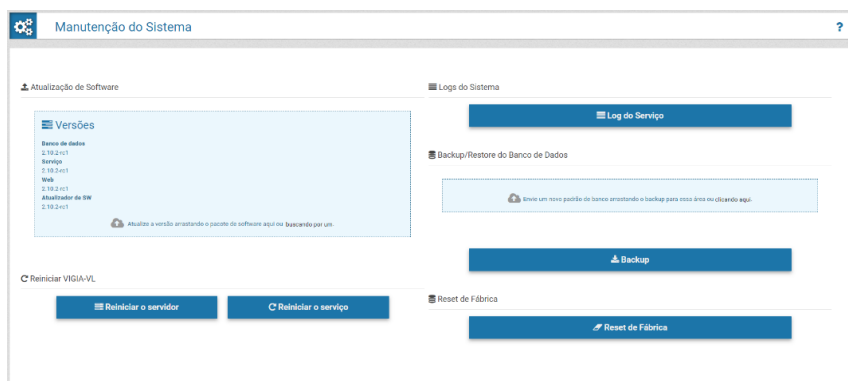 Manutenção do Sistema
?
Atualização de Software
Versões
Banco de dados
2.10.2-rc1
Serviço
2.10.2-rc1
Web
2.10.2-rc1
Atualizador de SW
2.10.2-rc1
Atualize a versão arrastando o pacote de software aqui ou buscando por um.
Reiniciar VIGIA-VL
Reiniciar o servidor
Reiniciar o serviço
Logs do Sistema
Log do Serviço
Backup/Restore do Banco de Dados
Envie um novo padrão de banco arrastando o backup para essa área ou clicando aqui.
Backup
Reset de Fábrica
Reset de Fábrica